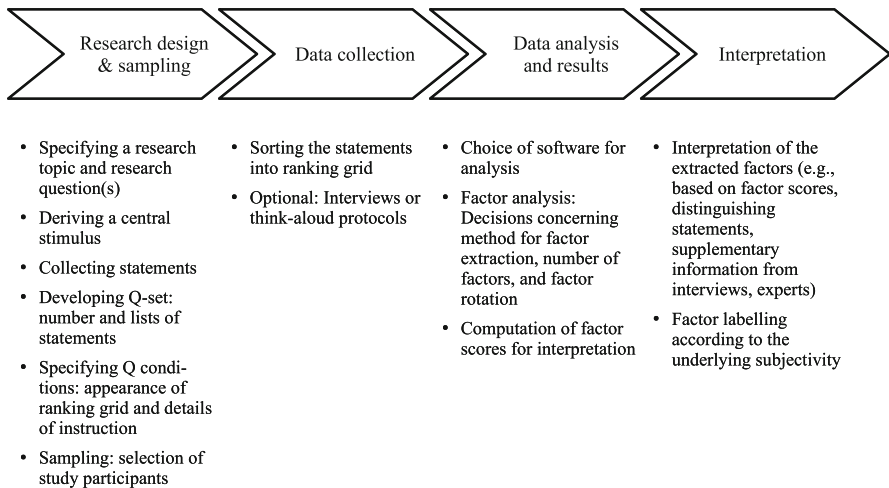 Research design
& sampling
Data collection
Data analysis
and results
Interpretation
• Specifying a research
topic and research
question(s)
• Deriving a central
stimulus
• Collecting statements
• Developing Q-set:
number and lists of
statements
• Specifying Q condi-
tions: appearance of
ranking grid and details
of instruction
• Sampling: selection of
study participants
• Sorting the statements
into ranking grid
• Optional: Interviews or
think-aloud protocols
• Choice of software for
analysis
• Factor analysis:
Decisions concerning
method for factor
extraction, number of
factors, and factor
rotation
• Computation of factor
scores for interpretation
• Interpretation of the
extracted factors (e.g.,
based on factor scores,
distinguishing
statements,
supplementary
information from
interviews, experts)
• Factor labelling
according to the
underlying subjectivity